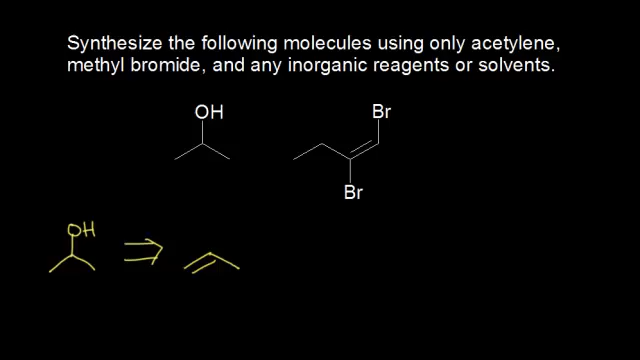 Synthesize the following molecules using only acetylene,
methyl bromide, and any inorganic reagents or solvents.
OH
Br
Br
OH